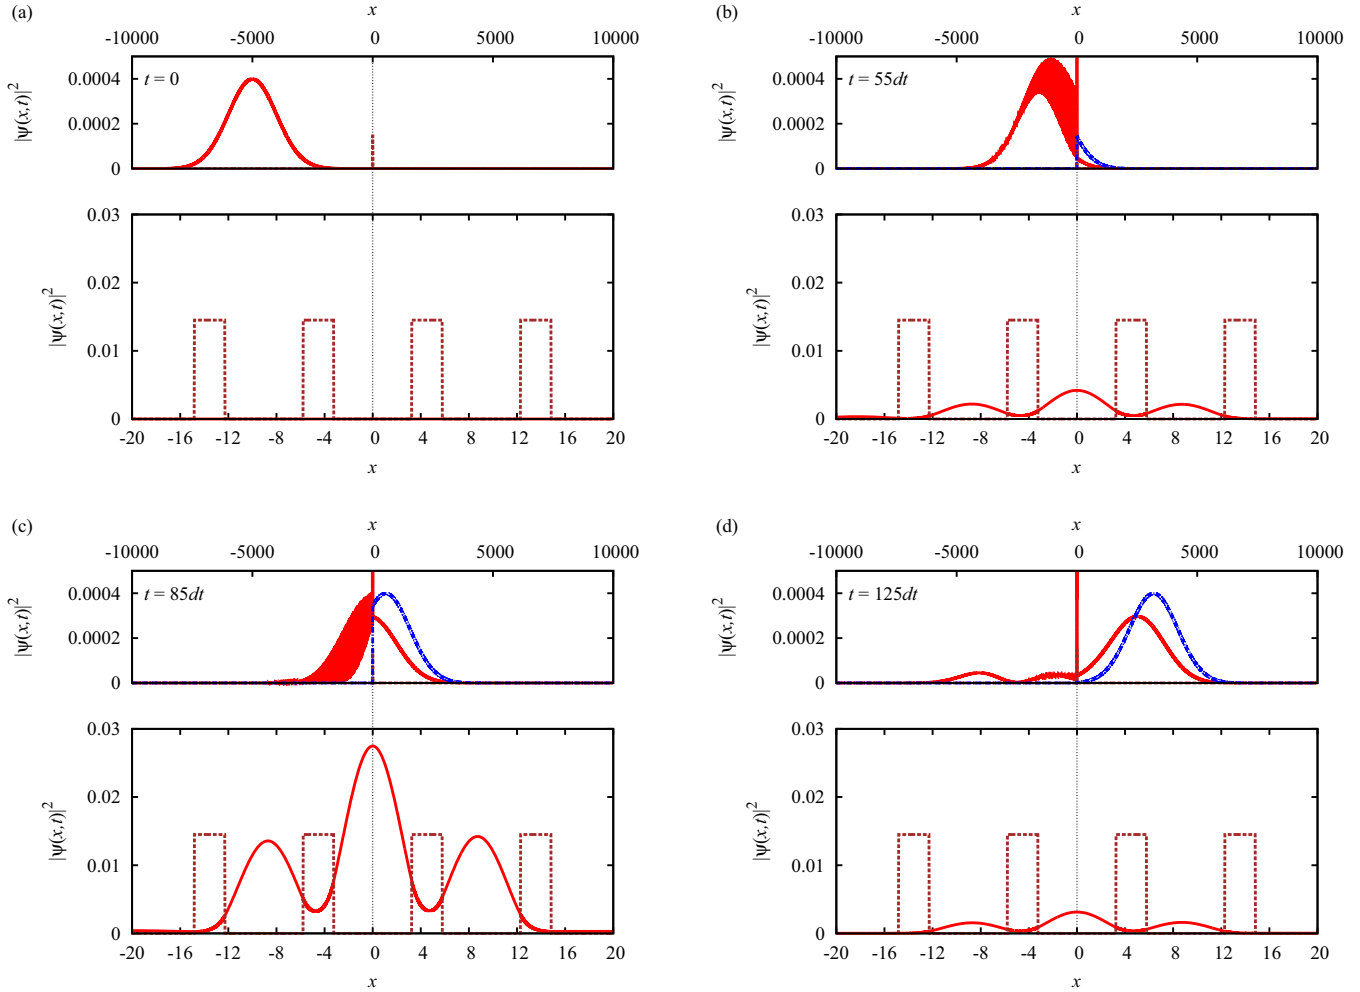 (a)
x
-10000 -5000 0 5000 10000
|ψ(x,t)|²
0.0004
0.0002
0
t = 0
|ψ(x,t)|²
0.03
0.02
0.01
0
-20 -16 -12 -8 -4 0 4 8 12 16 20
x
(b)
x
-10000 -5000 0 5000 10000
|ψ(x,t)|²
0.0004
0.0002
0
t = 55dt
|ψ(x,t)|²
0.03
0.02
0.01
0
-20 -16 -12 -8 -4 0 4 8 12 16 20
x
(c)
x
-10000 -5000 0 5000 10000
|ψ(x,t)|²
0.0004
0.0002
0
t = 85dt
|ψ(x,t)|²
0.03
0.02
0.01
0
-20 -16 -12 -8 -4 0 4 8 12 16 20
x
(d)
x
-10000 -5000 0 5000 10000
|ψ(x,t)|²
0.0004
0.0002
0
t = 125dt
|ψ(x,t)|²
0.03
0.02
0.01
0
-20 -16 -12 -8 -4 0 4 8 12 16 20
x